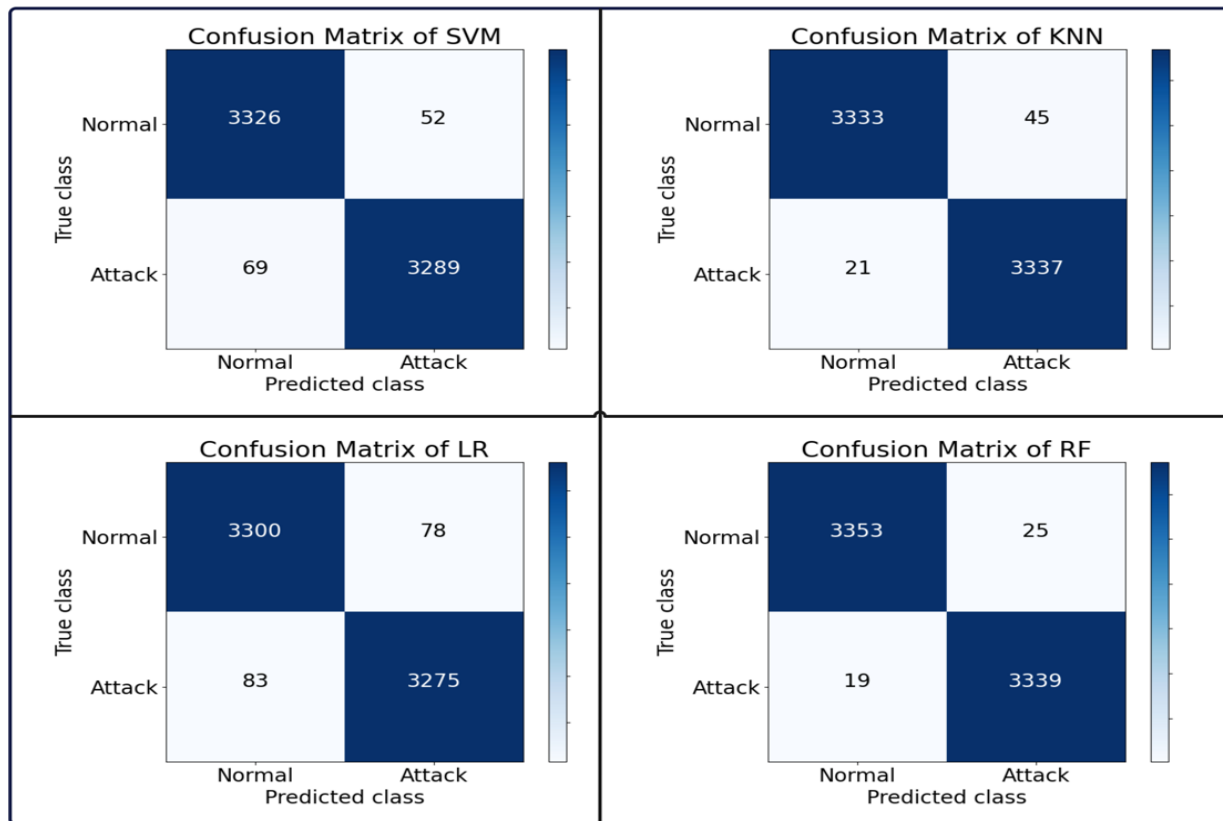 Confusion Matrix of SVM
True class
Normal
3326 52
Attack
69 3289
Normal Attack
Predicted class
Confusion Matrix of KNN
True class
Normal
3333 45
Attack
21 3337
Normal Attack
Predicted class
Confusion Matrix of LR
True class
Normal
3300 78
Attack
83 3275
Normal Attack
Predicted class
Confusion Matrix of RF
True class
Normal
3353 25
Attack
19 3339
Normal Attack
Predicted class